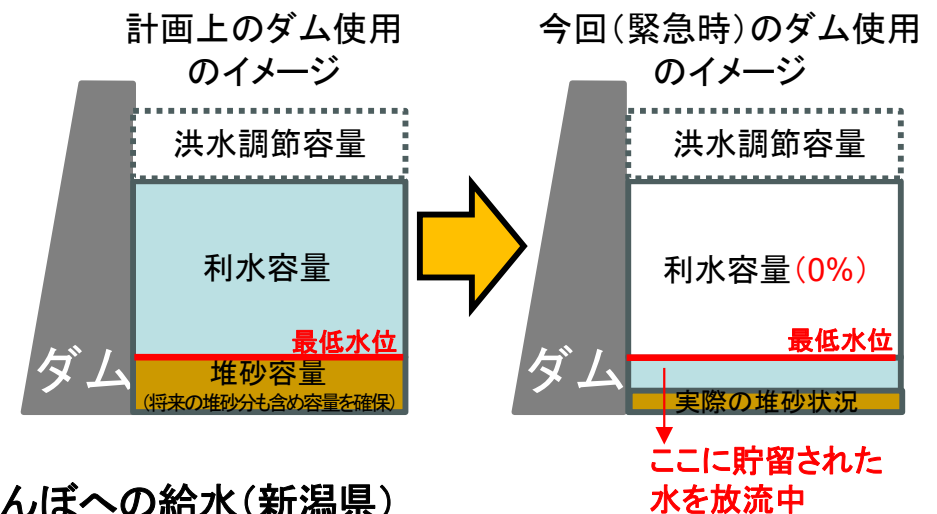 計画上のダム使用
のイメージ
洪水調節容量
利水容量
最低水位
ダム
堆砂容量
(将来の堆砂分も含め容量を確保)
今回(緊急時)のダム使用
のイメージ
洪水調節容量
利水容量(0%)
最低水位
ダム
実際の堆砂状況
ここに貯留された
水を放流中
んぼへの給水(新潟県)